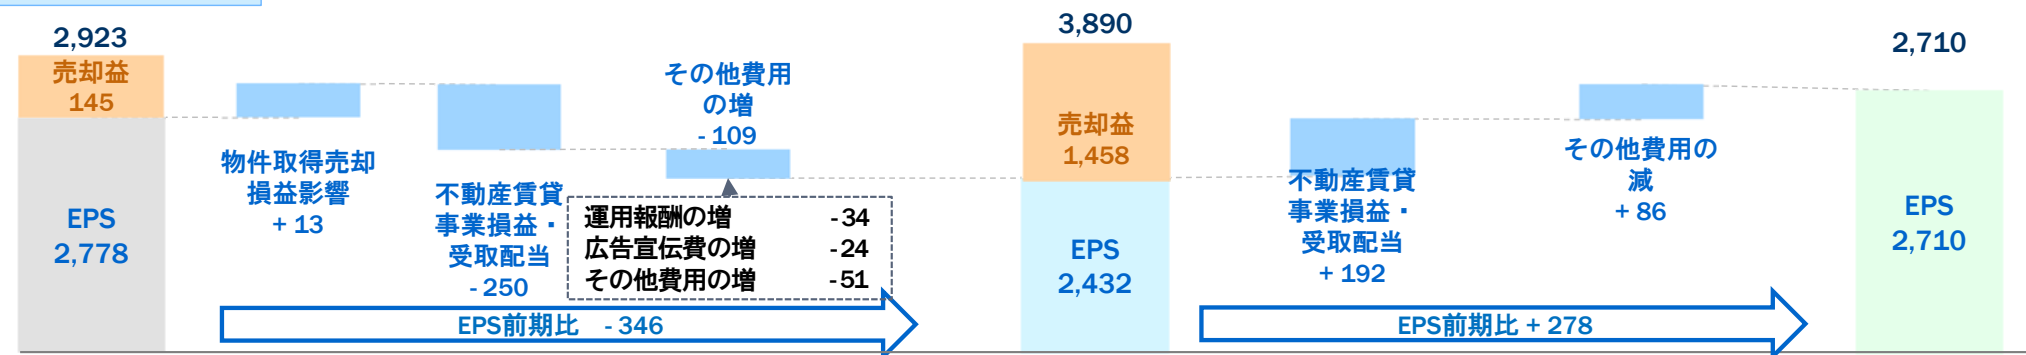 2,923
売却益
145
EPS
2,778
物件取得売却
損益影響
+ 13
不動産賃貸
事業損益・
受取配当
- 250
その他費用
の増
- 109
運用報酬の増 -34
広告宣伝費の増 -24
その他費用の増 -51
EPS前期比 - 346
3,890
売却益
1,458
EPS
2,432
不動産賃貸
事業損益・
受取配当
+ 192
その他費用の
減
+ 86
EPS前期比 + 278
2,710
EPS
2,710